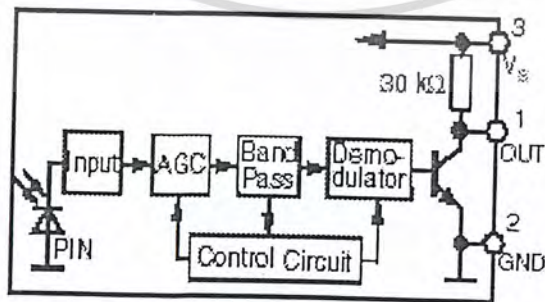 3
Vs
30 kΩ
1
OUT
Input
AGC
Band
Pass
Demo-
dulator
PIN
Control Circuit
2
GND